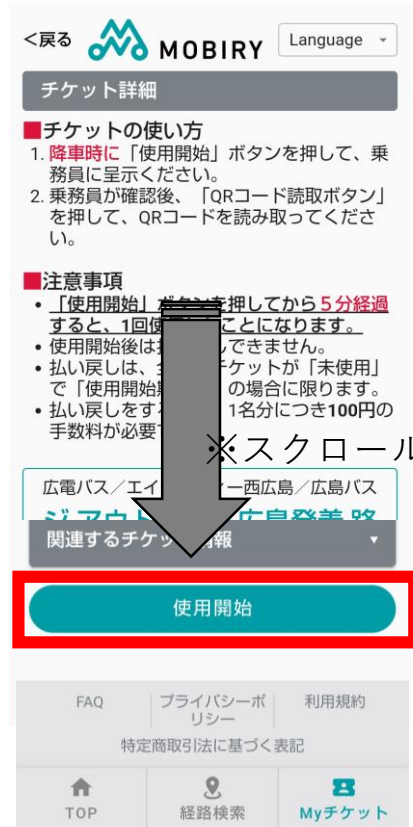 <戻る MOBIRY Language
チケット詳細
■チケットの使い方
1. 降車時に「使用開始」ボタンを押して、乗
務員に呈示ください。
2. 乗務員が確認後、「QRコード読取ボタン」
を押して、QRコードを読み取ってくださ
い。
■注意事項
• 「使用開始」ボタンを押してから５分経過
すると、1回使 ことになります。
• 使用開始後は できません。
• 払い戻しは、 チケットが「未使用」
で「使用開始 の場合に限ります。
• 払い戻しをす 1名分につき100円の
手数料が必要
※スクロール
広電バス／エイ ー西広島／広島バス
関連するチケッ 情報
使用開始
FAQ プライバシーポ 利用規約
リシー
特定商取引法に基づく表記
TOP 経路検索 Myチケット